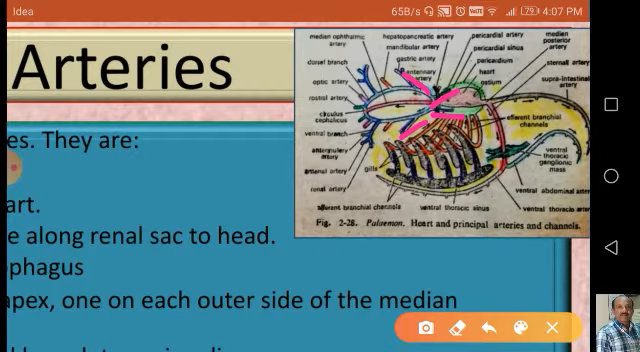 Idea
65B/s
79
4:07 PM
Arteries
es. They are:
art.
e along renal sac to head.
ophagus
apex, one on each outer side of the median
median ophthalmic artery
hepatopancreatic artery
mandibular artery
gastric artery
antennary artery
pericardial artery
pericardial sinus
pericardium
heart
ostium
median posterior artery
sternal artery
supra-intestinal artery
dorsal branch
optic artery
rostral artery
circulus cephalicus
ventral branch
antennulary artery
antennal artery
renal artery
gills
afferent branchial channels
ventral thoracic sinus
efferent branchial channels
ventral thoracic ganglionic mass
ventral abdominal
ventral thoracic
Fig. 2-28. Palaemon. Heart and principal arteries and channels.